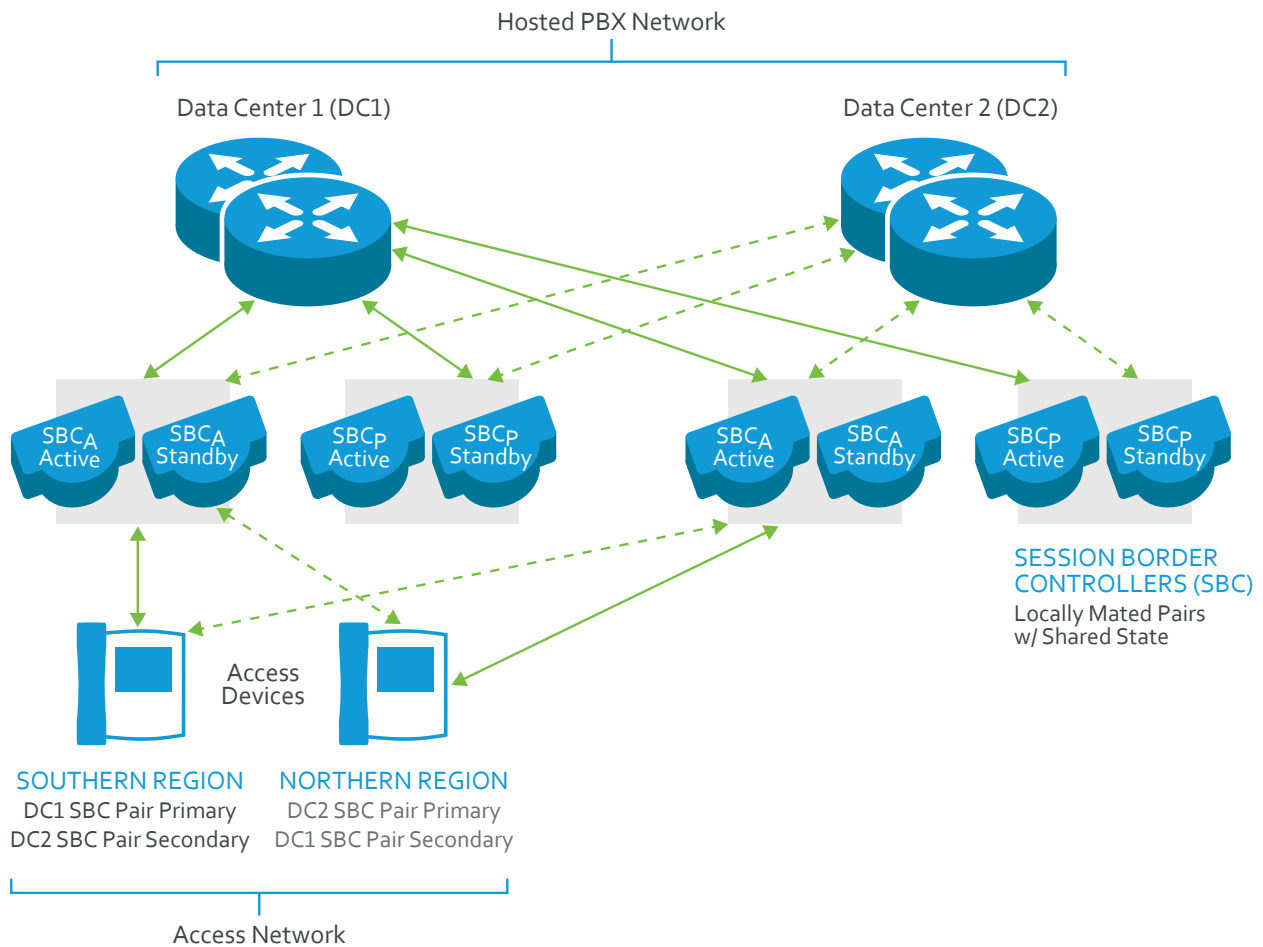 Hosted PBX Network
Data Center 1 (DC1)
Data Center 2 (DC2)
SBCA
Active
SBCA
Standby
SBCP
Active
SBCP
Standby
SBCA
Active
SBCA
Standby
SBCP
Active
SBCP
Standby
SESSION BORDER
CONTROLLERS (SBC)
Locally Mated Pairs
w/ Shared State
Access
Devices
SOUTHERN REGION
DC1 SBC Pair Primary
DC2 SBC Pair Secondary
NORTHERN REGION
DC2 SBC Pair Primary
DC1 SBC Pair Secondary
Access Network